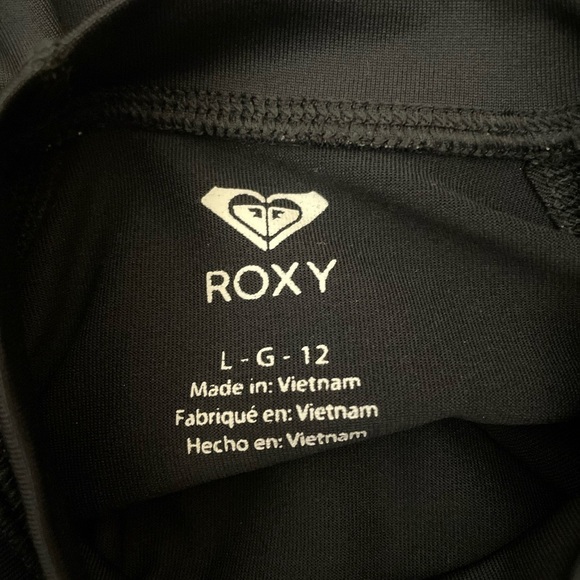 ROXY
L - G - 12
Made in: Vietnam
Fabriqué en: Vietnam
Hecho en: Vietnam